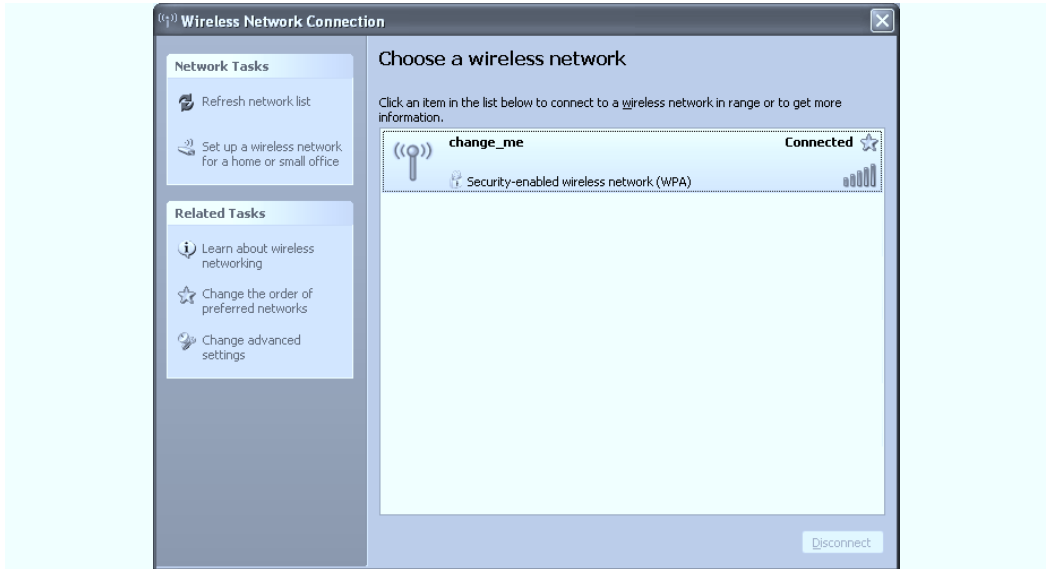 Wireless Network Connection
Network Tasks
Refresh network list
Set up a wireless network
for a home or small office
Related Tasks
Learn about wireless
networking
Change the order of
preferred networks
Change advanced
settings
Choose a wireless network
Click an item in the list below to connect to a wireless network in range or to get more
information.
change_me Connected
Security-enabled wireless network (WPA)
Disconnect